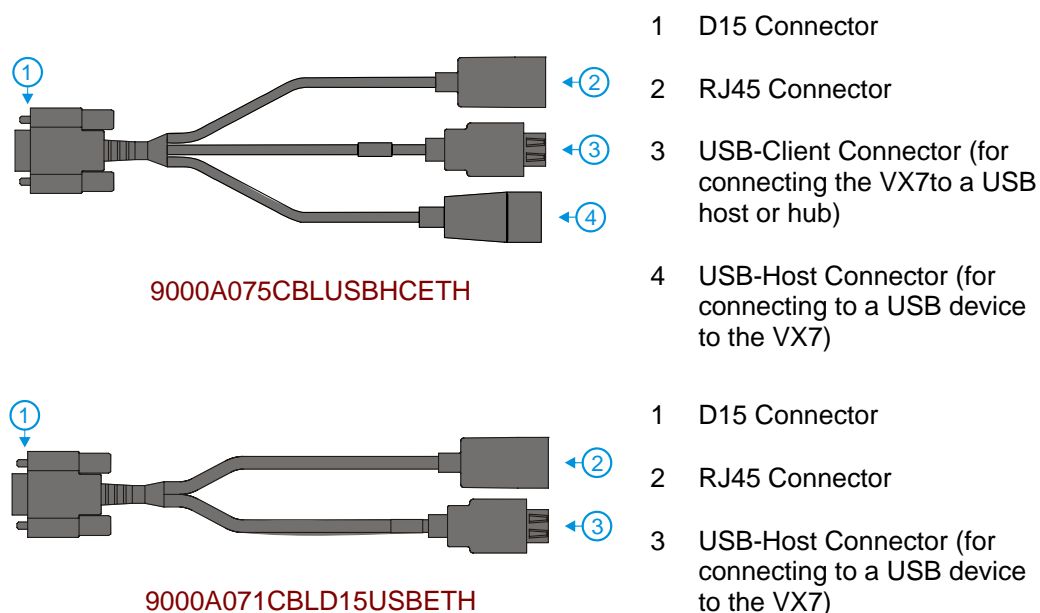 1
2
3
4
9000A075CBLUSBHCETH
1 D15 Connector
2 RJ45 Connector
3 USB-Client Connector (for
connecting the VX7to a USB
host or hub)
4 USB-Host Connector (for
connecting to a USB device
to the VX7)
1
2
3
9000A071CBLD15USBETH
1 D15 Connector
2 RJ45 Connector
3 USB-Host Connector (for
connecting to a USB device
to the VX7)